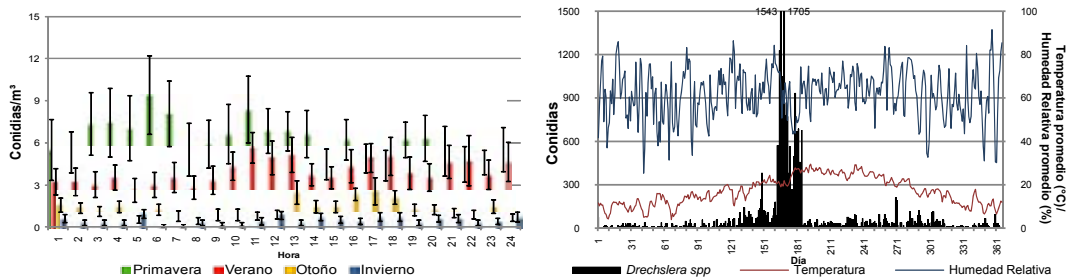 15
12
9
6
3
0
Conidias/m³
1 2 3 4 5 6 7 8 9 10 11 12 13 14 15 16 17 18 19 20 21 22 23 24
Hora
Primavera Verano Otoño Invierno
1543 1705
1500
1200
900
600
300
0
Conidias
100
80
60
40
20
0
Temperatura promedio (°C)/
Humedad Relativa promedio (%)
1 31 61 91 121 151 181 211 241 271 301 331 361
Día
Drechslera spp Temperatura Humedad Relativa